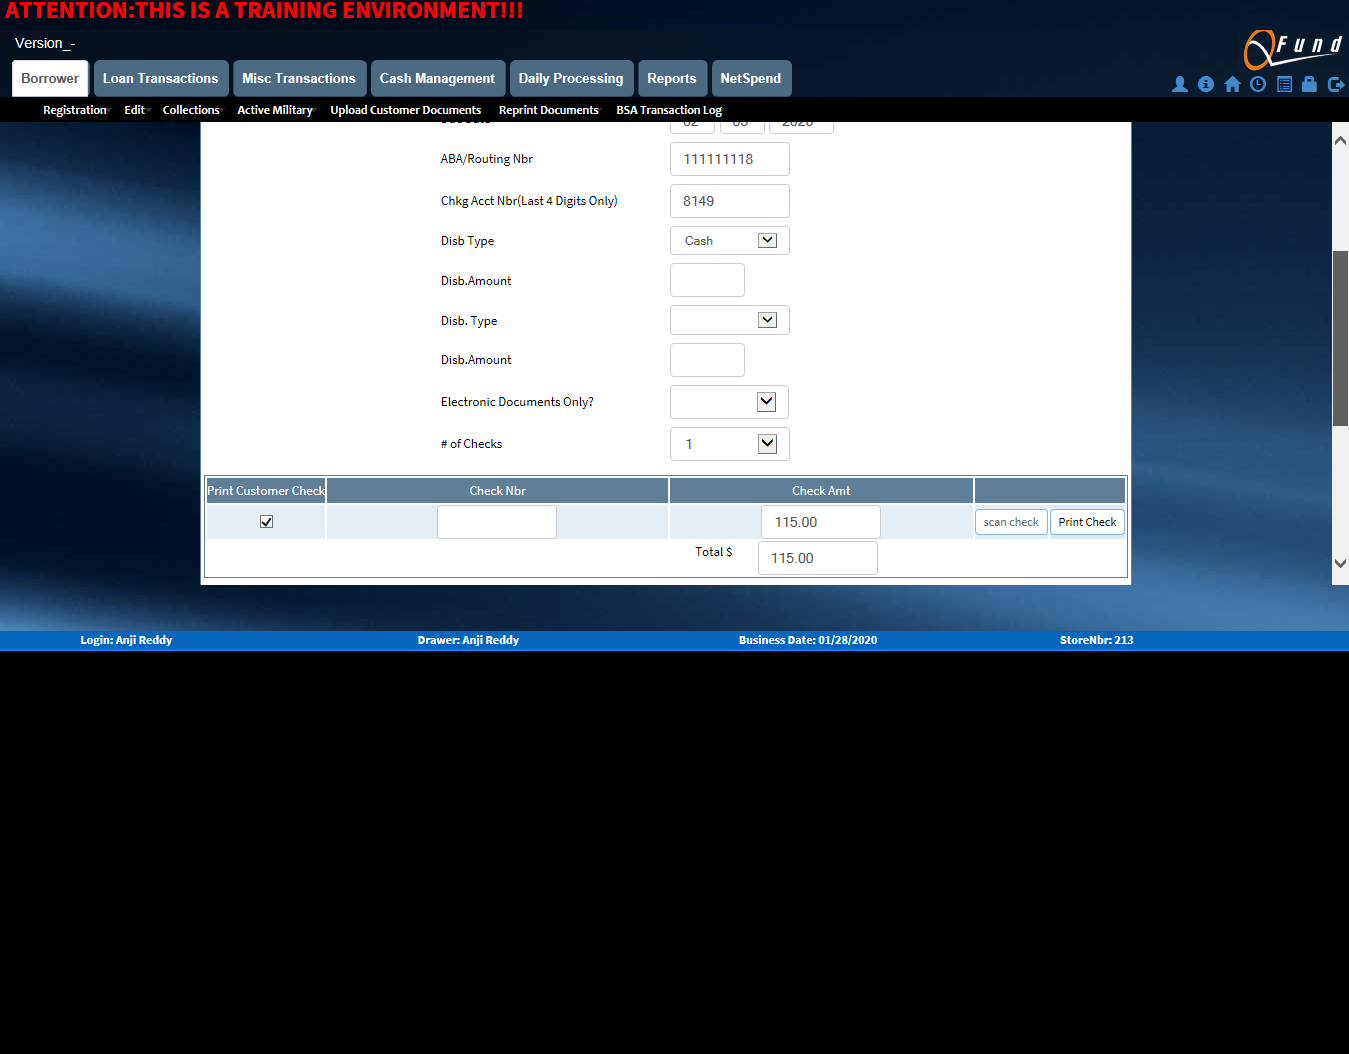 ATTENTION:THIS IS A TRAINING ENVIRONMENT!!!
Version_-
Fund
Borrower Loan Transactions Misc Transactions Cash Management Daily Processing Reports NetSpend
Registration Edit Collections Active Military Upload Customer Documents Reprint Documents BSA Transaction Log
ABA/Routing Nbr 111111118
Chkg Acct Nbr(Last 4 Digits Only) 8149
Disb Type Cash
Disb.Amount
Disb. Type
Disb.Amount
Electronic Documents Only?
# of Checks 1
Print Customer Check Check Nbr Check Amt
115.00 scan check Print Check
Total $ 115.00
Login: Anji Reddy Drawer: Anji Reddy Business Date: 01/28/2020 StoreNbr: 213